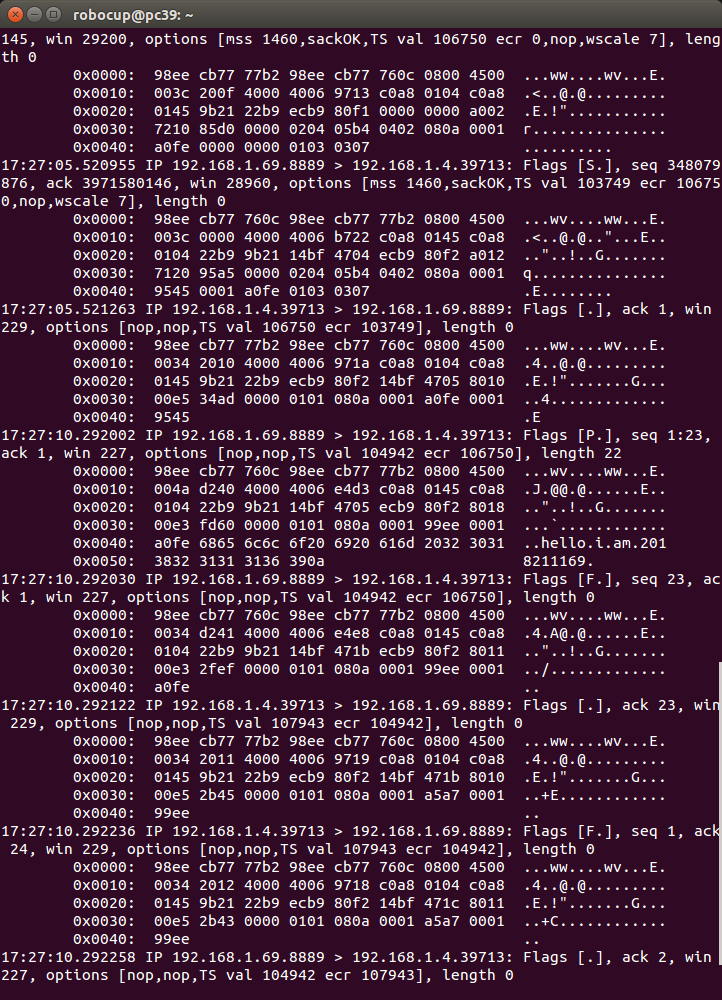 robocup@pc39: ~
145, win 29200, options [mss 1460,sackOK,TS val 106750 ecr 0,nop,wscale 7], leng
th 0
0x0000:  98ee cb77 77b2 98ee cb77 760c 0800 4500  ...ww....wv...E.
0x0010:  003c 200f 4000 4006 9713 c0a8 0104 c0a8  .<..@.@.........
0x0020:  0145 9b21 22b9 ecb9 80f1 0000 0000 a002  .E.!"...........
0x0030:  7210 85d0 0000 0204 05b4 0402 080a 0001  r...............
0x0040:  a0fe 0000 0000 0103 0307  ..........
17:27:05.520955 IP 192.168.1.69.8889 > 192.168.1.4.39713: Flags [S.], seq 348079
876, ack 3971580146, win 28960, options [mss 1460,sackOK,TS val 103749 ecr 10675
0,nop,wscale 7], length 0
0x0000:  98ee cb77 760c 98ee cb77 77b2 0800 4500  ...wv....ww...E.
0x0010:  003c 0000 4000 4006 b722 c0a8 0145 c0a8  .<..@.@.."...E..
0x0020:  0104 22b9 9b21 14bf 4704 ecb9 80f2 a012  .."..!..G.......
0x0030:  7120 95a5 0000 0204 05b4 0402 080a 0001  q...............
0x0040:  9545 0001 a0fe 0103 0307  .E........
17:27:05.521263 IP 192.168.1.4.39713 > 192.168.1.69.8889: Flags [.], ack 1, win
229, options [nop,nop,TS val 106750 ecr 103749], length 0
0x0000:  98ee cb77 77b2 98ee cb77 760c 0800 4500  ...ww....wv...E.
0x0010:  0034 2010 4000 4006 971a c0a8 0104 c0a8  .4..@.@.........
0x0020:  0145 9b21 22b9 ecb9 80f2 14bf 4705 8010  .E.!".......G...
0x0030:  00e5 34ad 0000 0101 080a 0001 a0fe 0001  ..4.............
0x0040:  9545  .E
17:27:10.292002 IP 192.168.1.69.8889 > 192.168.1.4.39713: Flags [P.], seq 1:23,
ack 1, win 227, options [nop,nop,TS val 104942 ecr 106750], length 22
0x0000:  98ee cb77 760c 98ee cb77 77b2 0800 4500  ...wv....ww...E.
0x0010:  004a d240 4000 4006 e4d3 c0a8 0145 c0a8  .J.@@.@......E..
0x0020:  0104 22b9 9b21 14bf 4705 ecb9 80f2 8018  .."..!..G.......
0x0030:  00e3 fd60 0000 0101 080a 0001 99ee 0001  ...`............
0x0040:  a0fe 6865 6c6c 6f20 6920 616d 2032 3031  ..hello.i.am.201
0x0050:  3832 3131 3136 390a  8211169.
17:27:10.292030 IP 192.168.1.69.8889 > 192.168.1.4.39713: Flags [F.], seq 23, ac
k 1, win 227, options [nop,nop,TS val 104942 ecr 106750], length 0
0x0000:  98ee cb77 760c 98ee cb77 77b2 0800 4500  ...wv....ww...E.
0x0010:  0034 d241 4000 4006 e4e8 c0a8 0145 c0a8  .4.A@.@......E..
0x0020:  0104 22b9 9b21 14bf 471b ecb9 80f2 8011  .."..!..G.......
0x0030:  00e3 2fef 0000 0101 080a 0001 99ee 0001  ../.............
0x0040:  a0fe  ..
17:27:10.292122 IP 192.168.1.4.39713 > 192.168.1.69.8889: Flags [.], ack 23, win
229, options [nop,nop,TS val 107943 ecr 104942], length 0
0x0000:  98ee cb77 77b2 98ee cb77 760c 0800 4500  ...ww....wv...E.
0x0010:  0034 2011 4000 4006 9719 c0a8 0104 c0a8  .4..@.@.........
0x0020:  0145 9b21 22b9 ecb9 80f2 14bf 471b 8010  .E.!".......G...
0x0030:  00e5 2b45 0000 0101 080a 0001 a5a7 0001  ..+E............
0x0040:  99ee  ..
17:27:10.292236 IP 192.168.1.4.39713 > 192.168.1.69.8889: Flags [F.], seq 1, ack
24, win 229, options [nop,nop,TS val 107943 ecr 104942], length 0
0x0000:  98ee cb77 77b2 98ee cb77 760c 0800 4500  ...ww....wv...E.
0x0010:  0034 2012 4000 4006 9718 c0a8 0104 c0a8  .4..@.@.........
0x0020:  0145 9b21 22b9 ecb9 80f2 14bf 471c 8011  .E.!".......G...
0x0030:  00e5 2b43 0000 0101 080a 0001 a5a7 0001  ..+C............
0x0040:  99ee  ..
17:27:10.292258 IP 192.168.1.69.8889 > 192.168.1.4.39713: Flags [.], ack 2, win
227, options [nop,nop,TS val 104942 ecr 107943], length 0